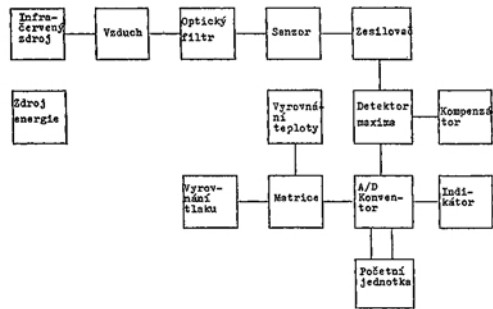 Infra-
červený
zdroj
Vzduch
Optický
filtr
Senzor
Zesilovač
Zdroj
energie
Vyrovná-
ní
teploty
Detektor
maxima
Kompenzá-
tor
Vyrov-
nání
tlaku
Matrice
A/D
Konven-
tor
Indi-
kátor
Početní
jednotka